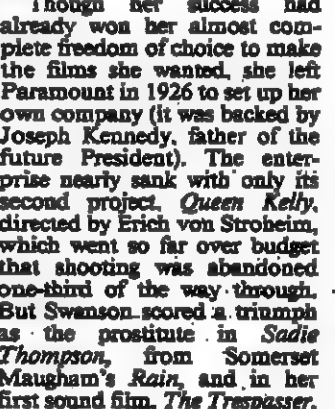 Though her success had
already won her almost com-
plete freedom of choice to make
the films she wanted, she left
Paramount in 1926 to set up her
own company (it was backed by
Joseph Kennedy, father of the
future President). The enter-
prise nearly sank with only its
second project, Queen Kelly,
directed by Erich von Stroheim,
which went so far over budget
that shooting was abandoned
one-third of the way through.
But Swanson scored a triumph
as the prostitute in Sadie
Thompson, from Somerset
Maugham's Rain, and in her
first sound film, The Trespasser,